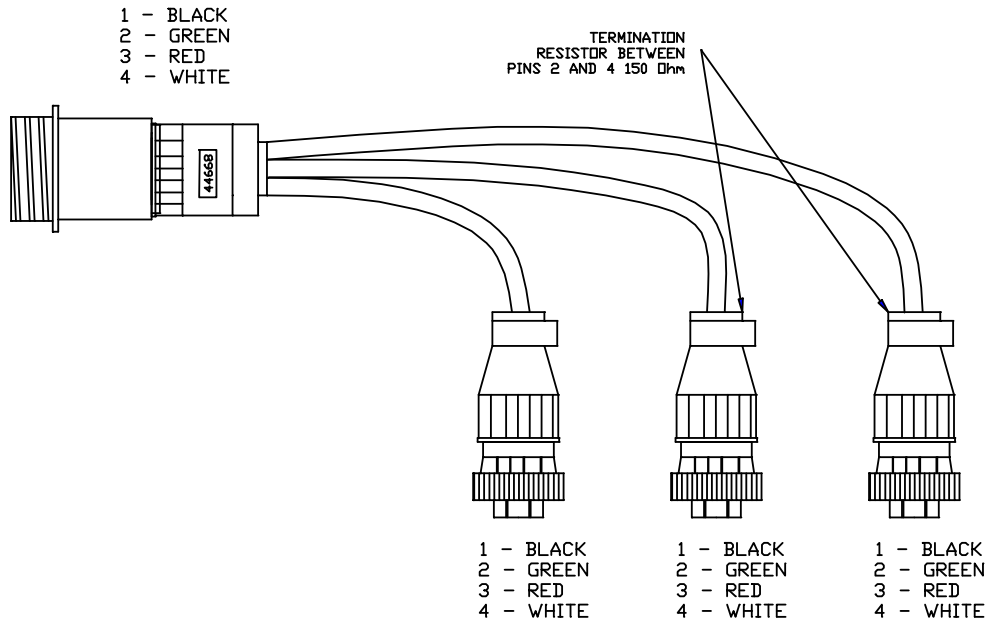 1 - BLACK
2 - GREEN
3 - RED
4 - WHITE
TERMINATION
RESISTOR BETWEEN
PINS 2 AND 4 150 Ohm
44668
1 - BLACK
2 - GREEN
3 - RED
4 - WHITE
1 - BLACK
2 - GREEN
3 - RED
4 - WHITE
1 - BLACK
2 - GREEN
3 - RED
4 - WHITE